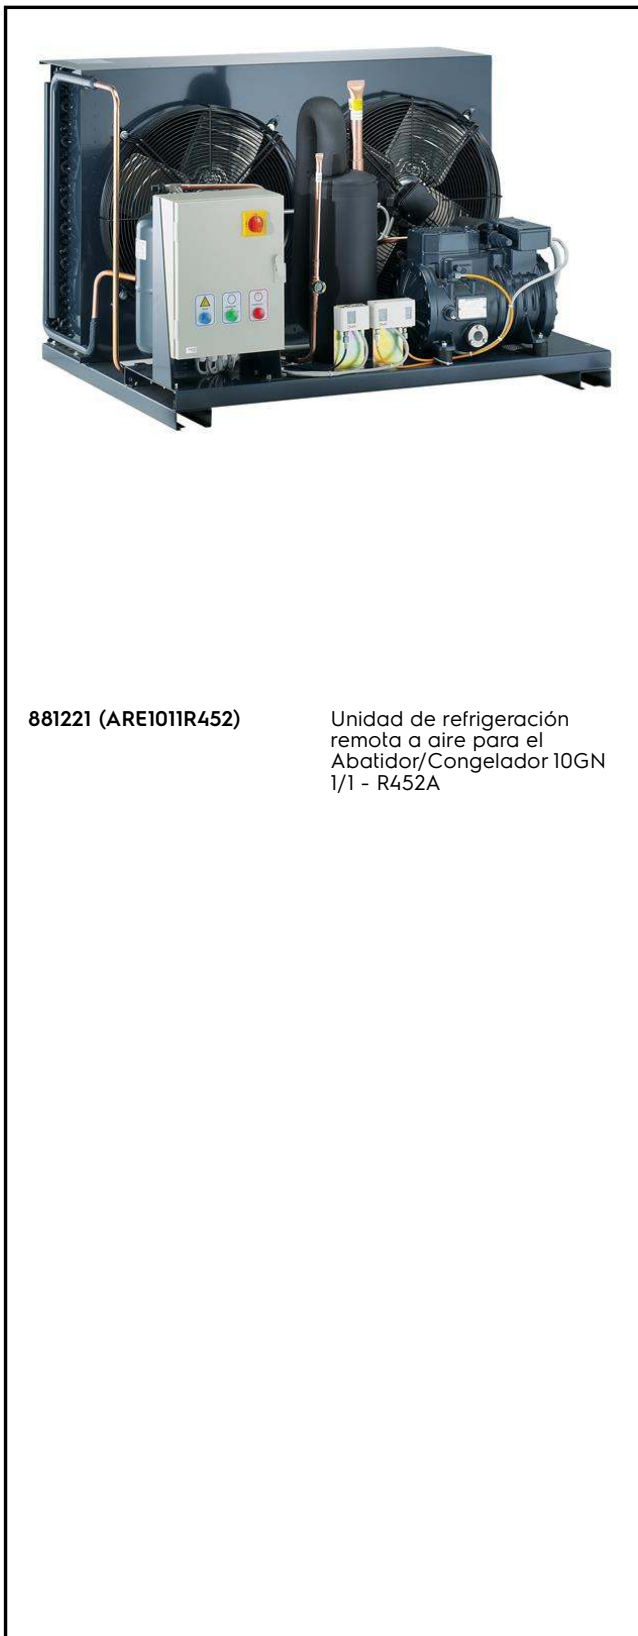 881221 (ARE1011R452)
Unidad de refrigeración
remota a aire para el
Abatidor/Congelador 10GN
1/1 - R452A